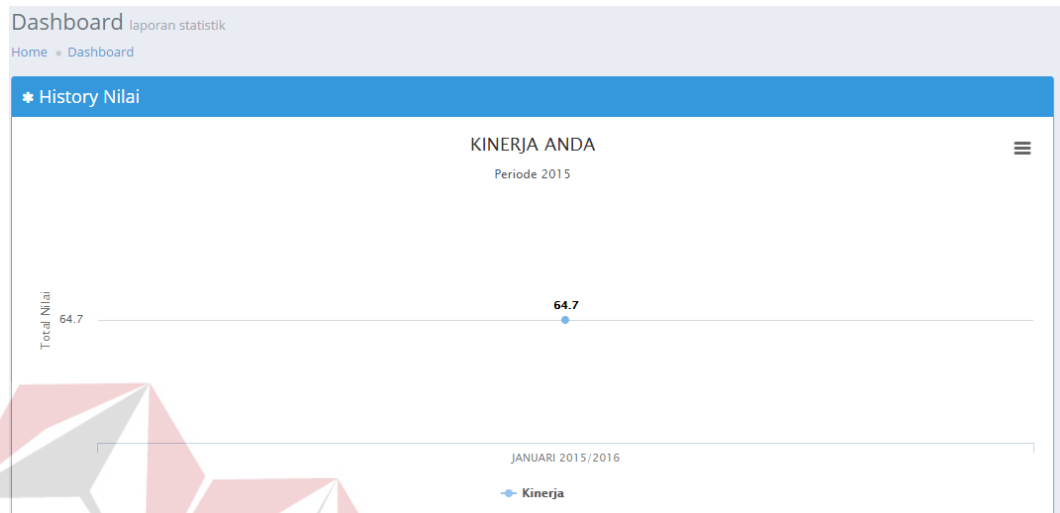 Dashboard laporan statistik
Home Dashboard
History Nilai
KINERJA ANDA
Periode 2015
Total Nilai
64.7
64.7
JANUARI 2015/2016
Kinerja